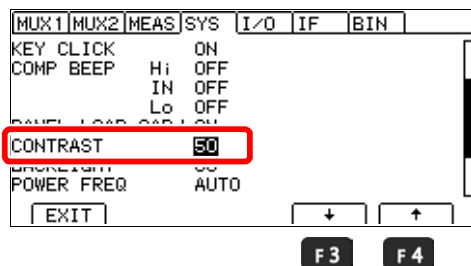 MUX1 MUX2 MEAS SYS I/O IF BIN
KEY CLICK ON
COMP BEEP Hi OFF
IN OFF
Lo OFF
CONTRAST 50
POWER FREQ AUTO
EXIT ↓ ↑
F3 F4